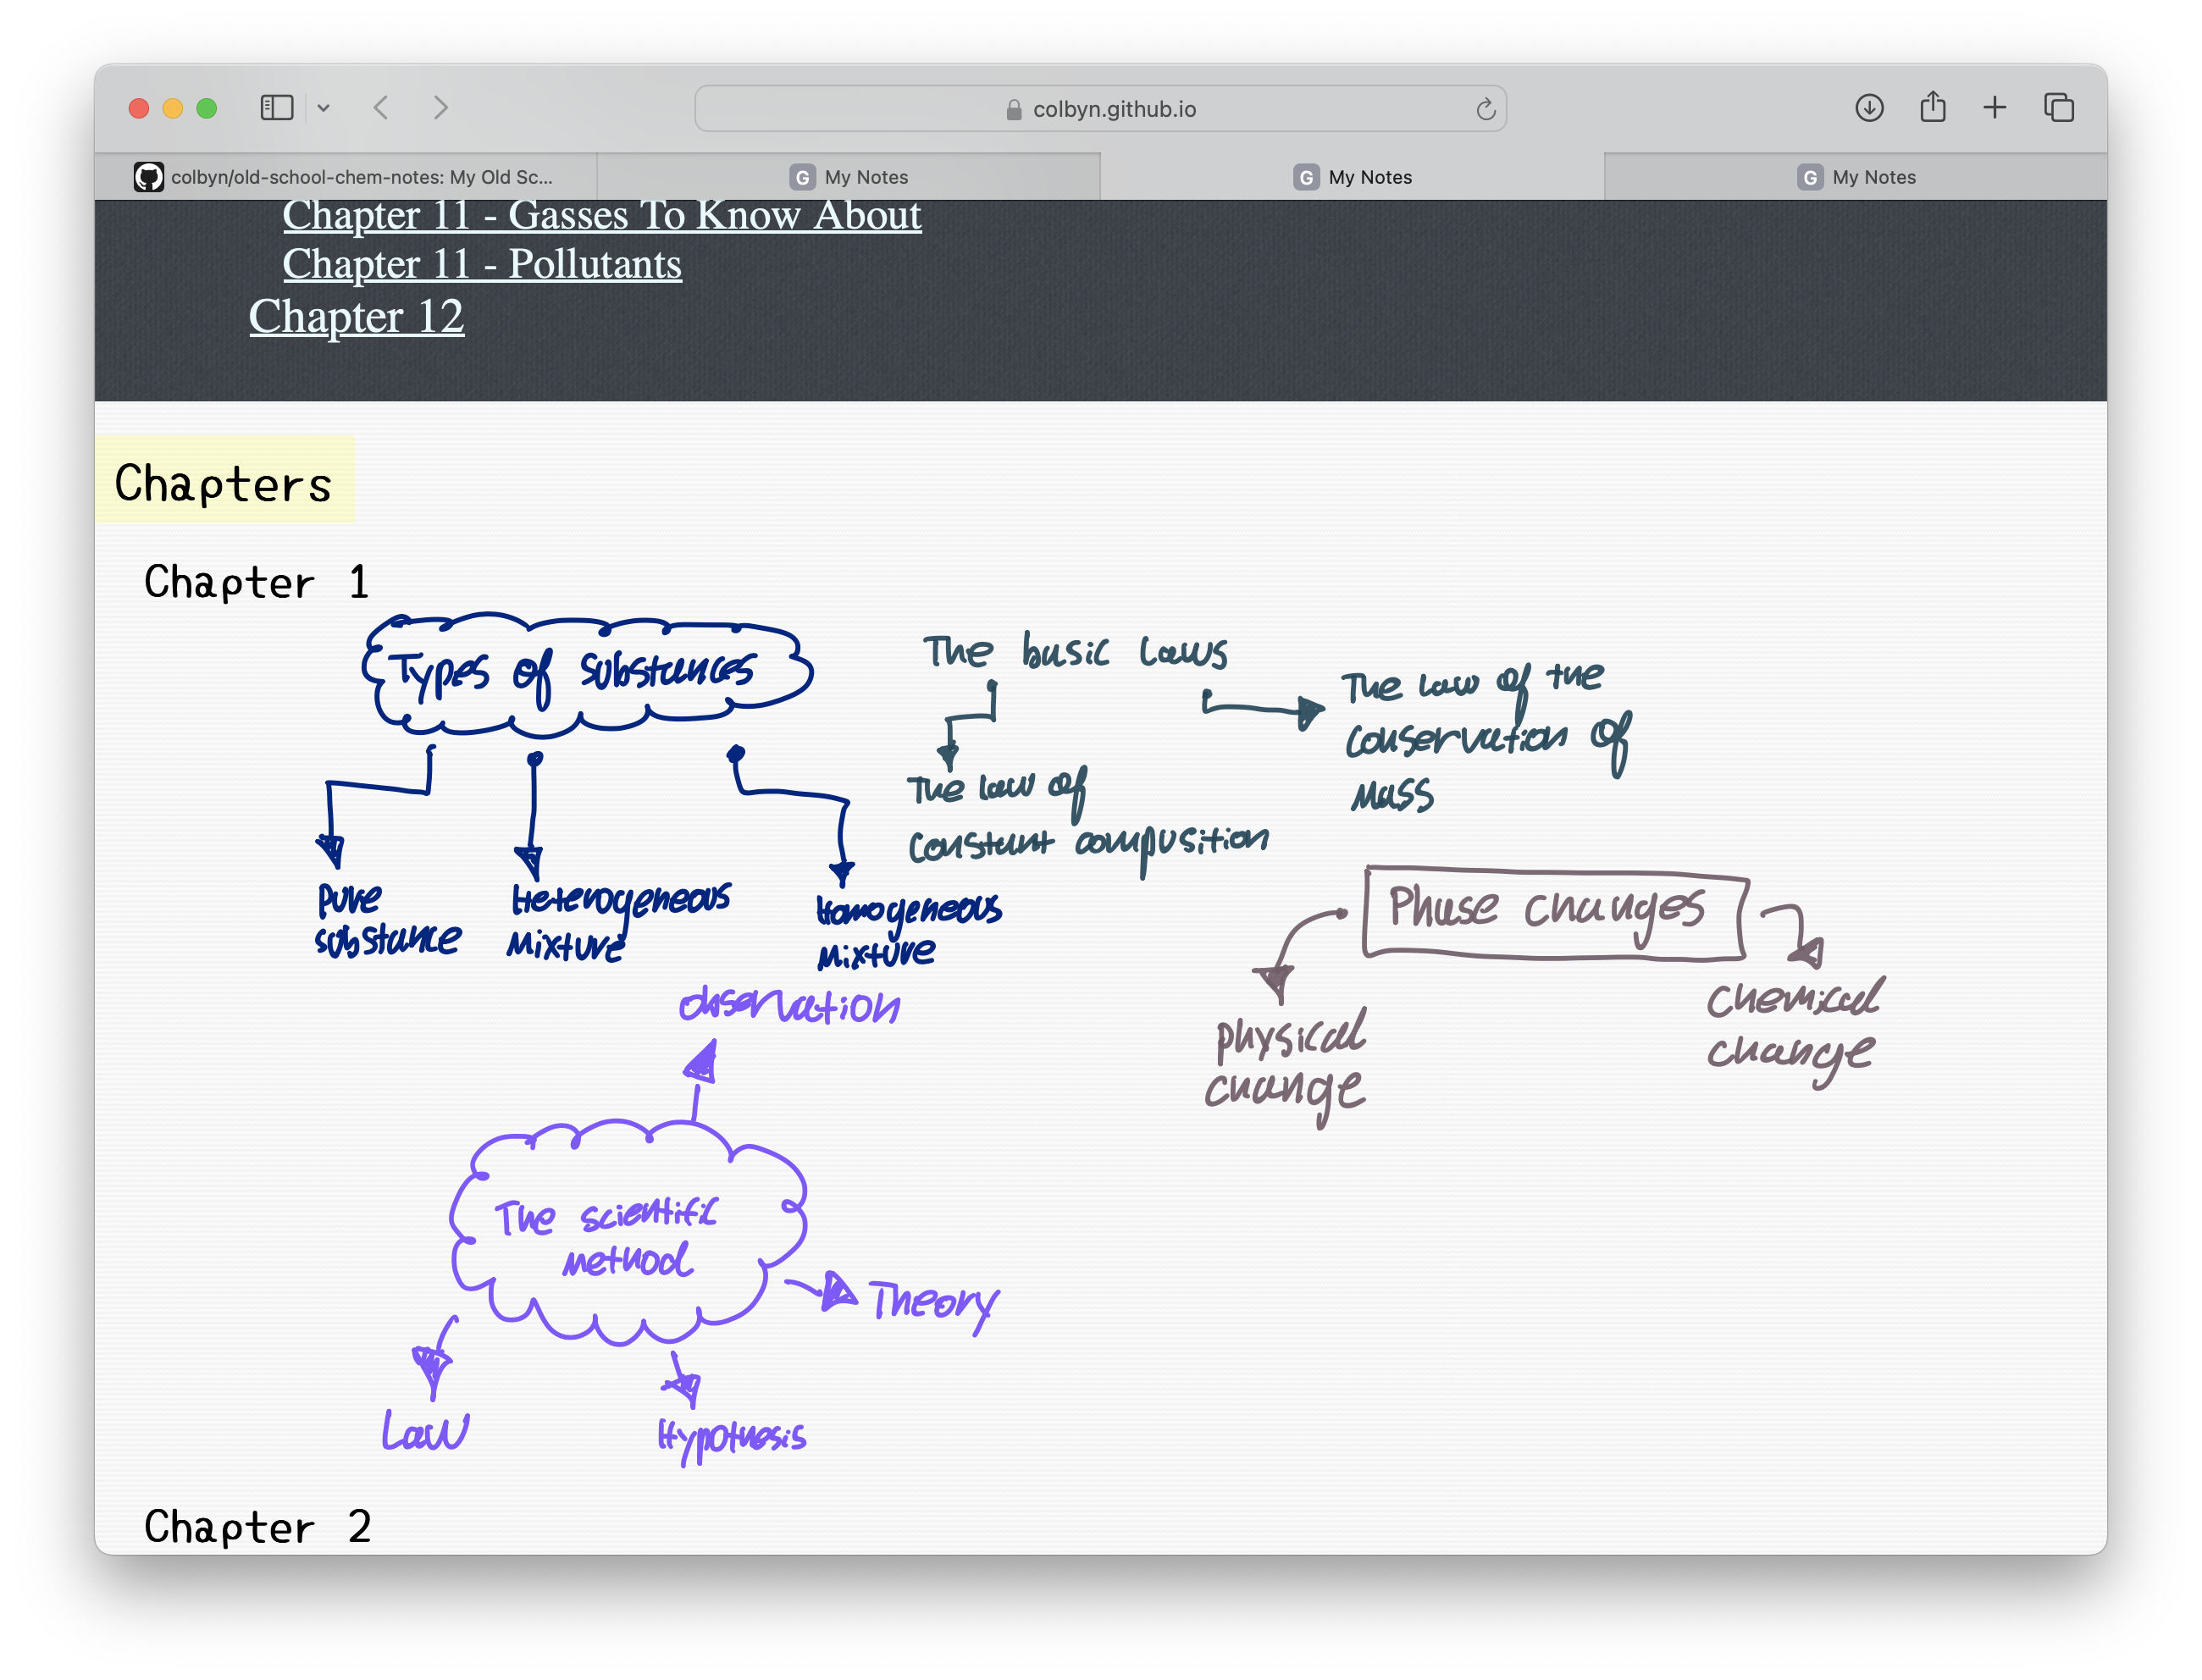 colbyn.github.io
colbyn/old-school-chem-notes: My Old Sc...
My Notes
My Notes
My Notes
Chapter 11 - Gasses To Know About
Chapter 11 - Pollutants
Chapter 12
Chapters
Chapter 1
Types of substances
Pure
substance
Heterogeneous
Mixture
Homogeneous
Mixture
The basic Laws
The law of
constant composition
The law of the
conservation of
Mass
Phase changes
physical
change
chemical
change
observation
The scientific
method
Theory
Law
Hypothesis
Chapter 2